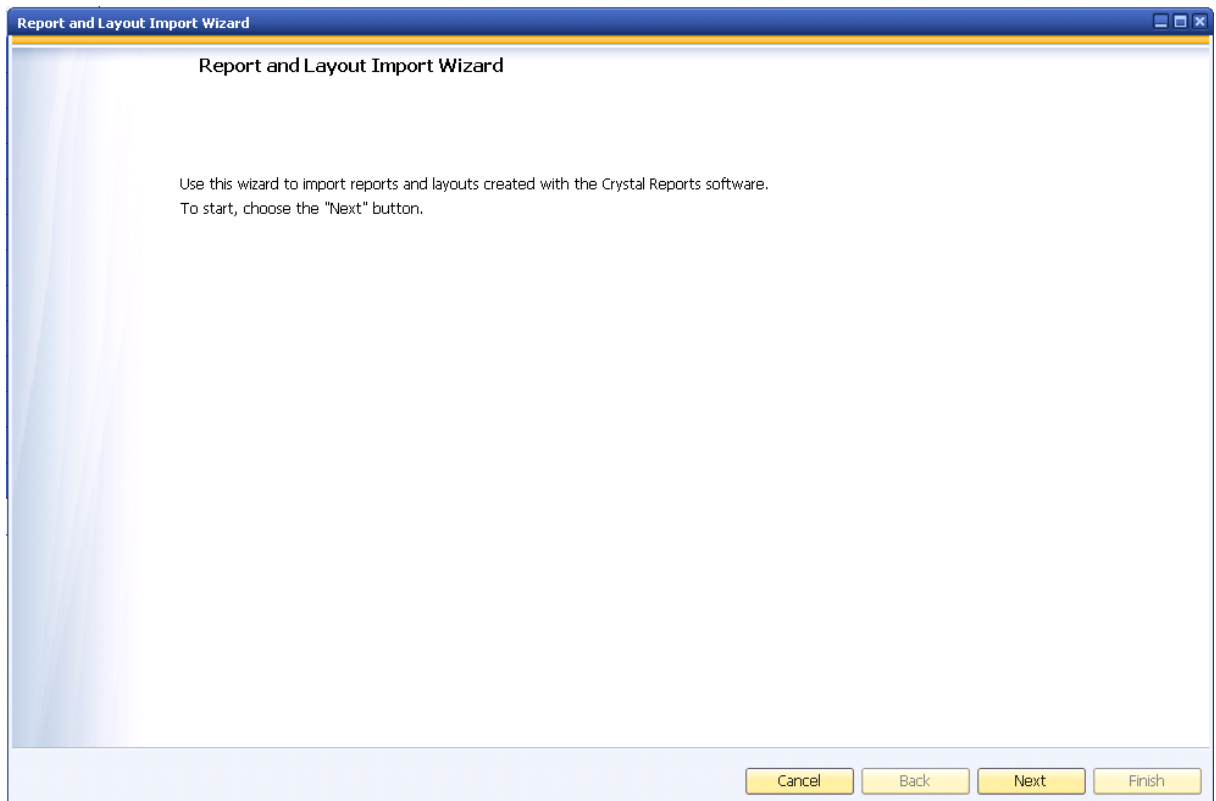 Report and Layout Import Wizard
Report and Layout Import Wizard
Use this wizard to import reports and layouts created with the Crystal Reports software.
To start, choose the "Next" button.
Cancel Back Next Finish